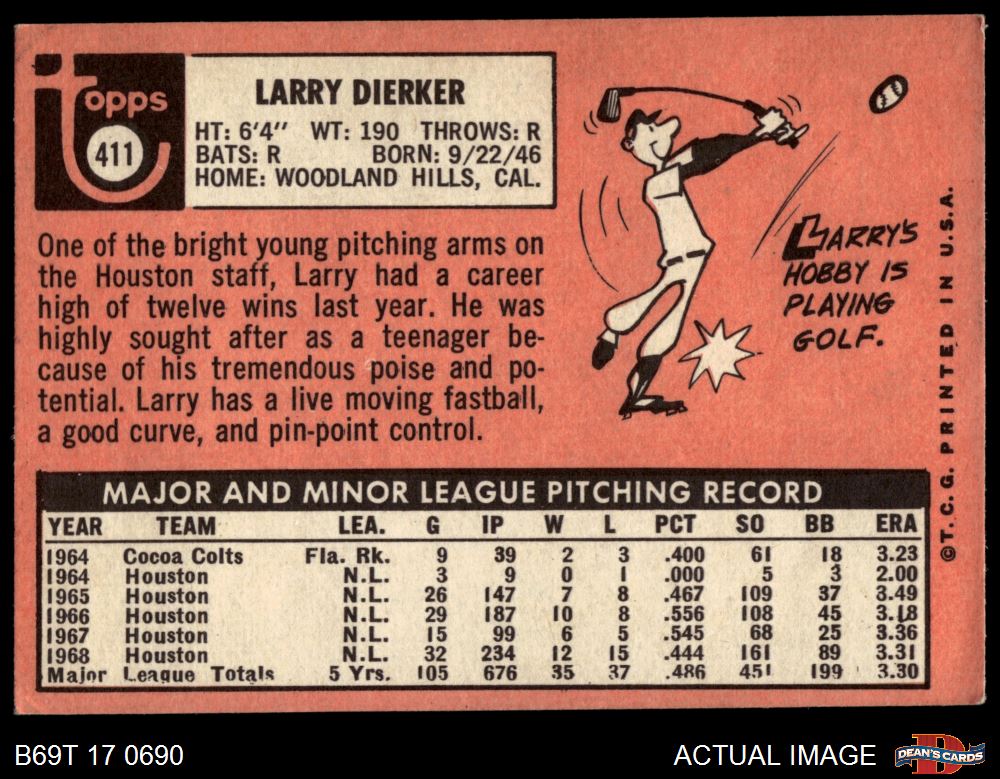 Topps
411
LARRY DIERKER
HT: 6'4" WT: 190 THROWS: R
BATS: R BORN: 9/22/46
HOME: WOODLAND HILLS, CAL.
One of the bright young pitching arms on
the Houston staff, Larry had a career
high of twelve wins last year. He was
highly sought after as a teenager be-
cause of his tremendous poise and po-
tential. Larry has a live moving fastball,
a good curve, and pin-point control.
LARRY'S
HOBBY IS
PLAYING
GOLF.
©T.C.G. PRINTED IN U.S.A.
MAJOR AND MINOR LEAGUE PITCHING RECORD
YEAR TEAM LEA. G IP W L PCT SO BB ERA
1964 Cocoa Colts Fla. Rk. 9 39 2 3 .400 61 18 3.23
1964 Houston N.L. 3 9 0 1 .000 5 3 2.00
1965 Houston N.L. 26 147 7 8 .467 109 37 3.49
1966 Houston N.L. 29 187 10 8 .556 108 45 3.18
1967 Houston N.L. 15 99 6 5 .545 68 25 3.36
1968 Houston N.L. 32 234 12 15 .444 161 89 3.31
Major League Totals 5 Yrs. 105 676 35 37 .486 451 199 3.30
B69T 17 0690
ACTUAL IMAGE
D
DEAN'S CARDS